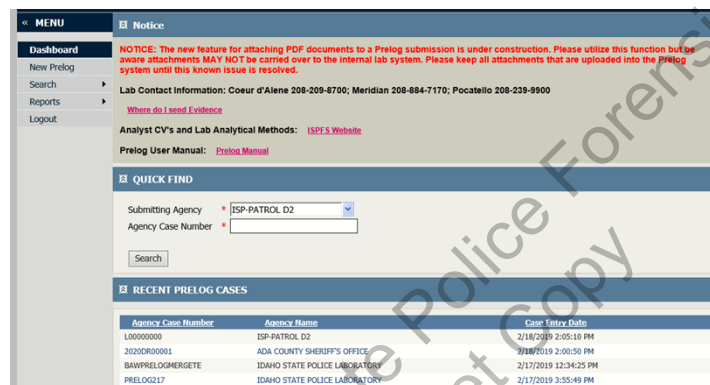 « MENU
Dashboard
New Prelog
Search
Reports
Logout
Notice
NOTICE: The new feature for attaching PDF documents to a Prelog submission is under construction. Please utilize this function but be
aware attachments MAY NOT be carried over to the internal lab system. Please keep all attachments that are uploaded into the Prelog
system until this known issue is resolved.
Lab Contact Information: Coeur d'Alene 208-209-8700; Meridian 208-884-7170; Pocatello 208-239-9900
Where do I send Evidence
Analyst CV's and Lab Analytical Methods: ISPFS Website
Prelog User Manual: Prelog Manual
QUICK FIND
Submitting Agency * ISP-PATROL D2
Agency Case Number *
Search
RECENT PRELOG CASES
Agency Case Number Agency Name Case Entry Date
L0000000 ISP-PATROL D2 2/18/2019 2:05:10 PM
2020DR00001 ADA COUNTY SHERIFF'S OFFICE 2/18/2019 2:00:50 PM
BAWPRELOGMERGETE IDAHO STATE POLICE LABORATORY 2/17/2019 12:34:25 PM
PRELOG217 IDAHO STATE POLICE LABORATORY 2/17/2019 3:55:49 PM
Police Forensi
Copy